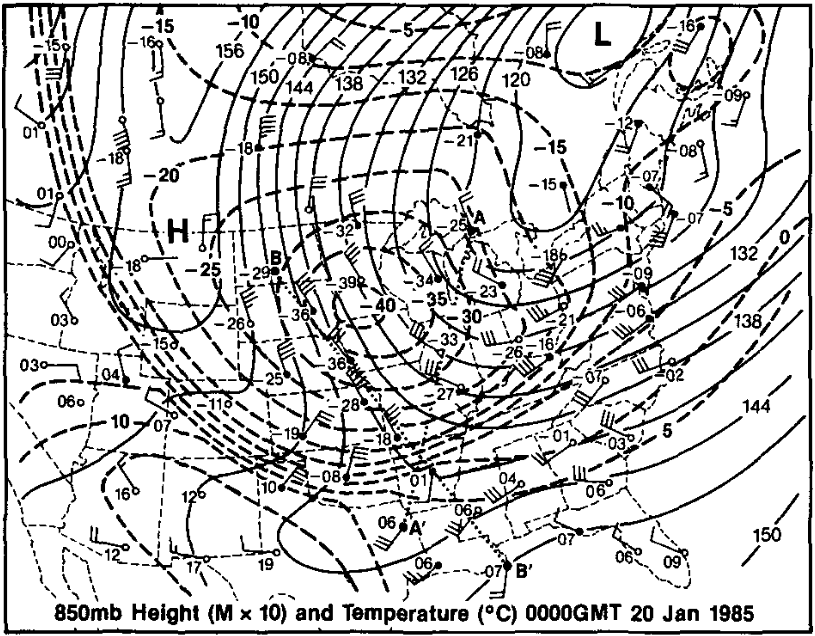 -15 -10 -5 L -16
-15 -16 156 -08 -08
150 138 132 126 120
144 -09
01 -12
-18 -18 -21 -15 08
-20 -15 -07
01 -10 -5 -07
H -32 -25 A 0
00 132
-18 -25 B -29 -39 -34 -18 -09
-23
-40 -35 -30 -21 -06
03 -26 -36 138
-15 -33 -26 -16
03 04 -25 -36 -02
06 -11 -28 -27 -07 144
07
10 -19 -18 -01 03 5
-08 01
16 12 10 04 06
06 A' 06
12 17 19 07 150
06 07 B' 06 09
850mb Height (M x 10) and Temperature (°C) 0000GMT 20 Jan 1985